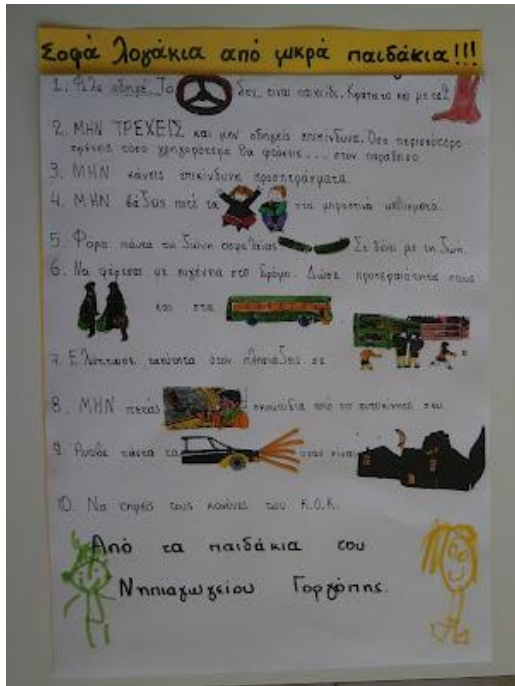 Σοφά λογάκια από μικρά παιδάκια!!!
1. Φίλε οδηγέ. Το δεν είναι παιχνίδι. Κράτα το και με τα 2
2. ΜΗΝ ΤΡΕΧΕΙΣ και μην οδηγείς επικίνδυνα. Όσο περισσότερο
τρέχεις τόσο γρηγορότερα θα φτάσεις... στον παράδεισο
3. ΜΗΝ κάνεις επικίνδυνα προσπεράσματα.
4. ΜΗΝ βάζεις ποτέ τα στα μπροστινά καθίσματα.
5. Φόρα πάντα τη ζώνη ασφαλείας Σε δένει με τη ζωή.
6. Να φέρεσαι με ευγένεια στο δρόμο. Δώσε προτεραιότητα στους
και στα
7. Ελάττωσε ταχύτητα όταν πλησιάζεις σε
8. ΜΗΝ πετάς σκουπίδια από το αυτοκίνητό σου
9. Άναβε πάντα τα όταν είναι
10. Να τηρείς τους κανόνες του Κ.Ο.Κ.
Από τα παιδάκια του
Νηπιαγωγείου Γοργόπης.